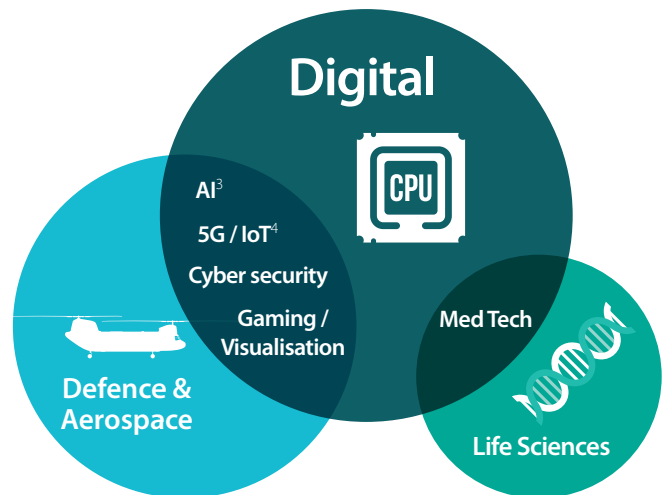 Digital
CPU
AI³
5G / IoT⁴
Cyber security
Gaming /
Visualisation
Med Tech
Defence &
Aerospace
Life Sciences